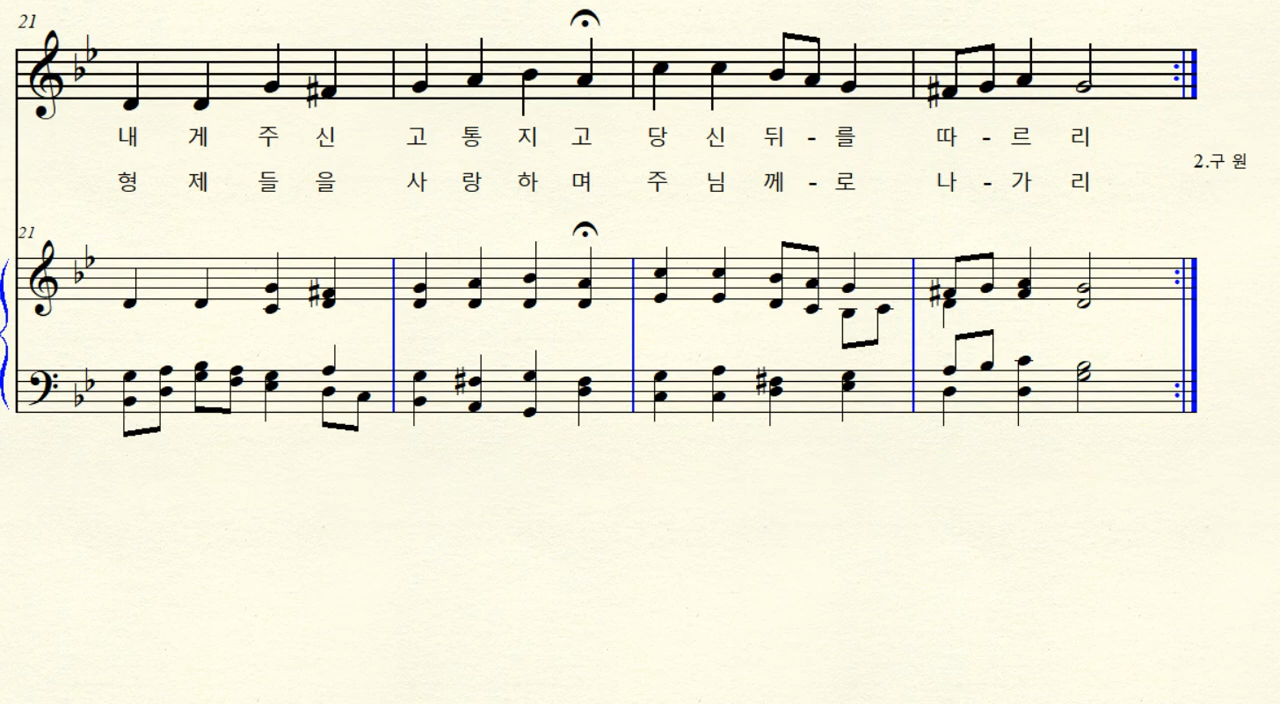 21
내 게 주 신 고 통 지 고 당 신 뒤 - 를 따 - 르 리
형 제 들 을 사 랑 하 며 주 님 께 - 로 나 - 가 리
2.구 원
21